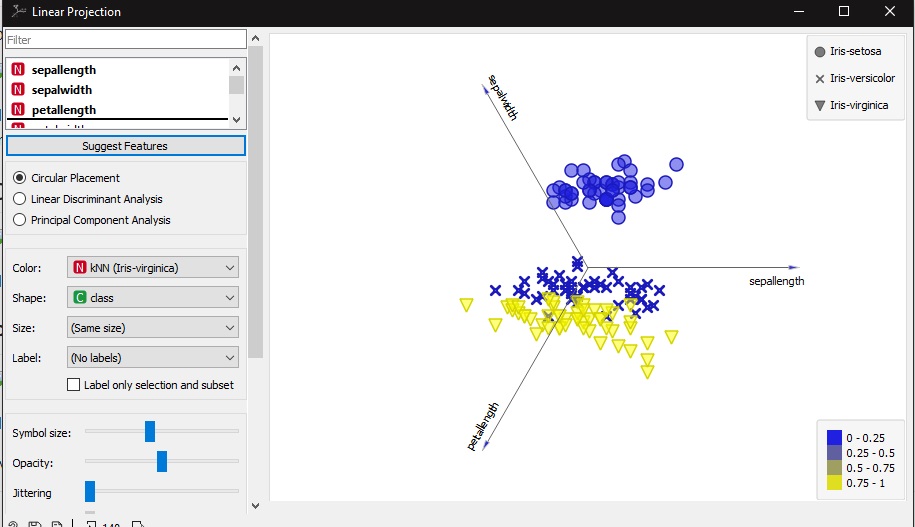 Linear Projection
Filter
N sepallength
N sepalwidth
N petallength
Suggest Features
Circular Placement
Linear Discriminant Analysis
Principal Component Analysis
Color: N kNN (Iris-virginica)
Shape: C class
Size: (Same size)
Label: (No labels)
Label only selection and subset
Symbol size:
Opacity:
Jittering
sepalwidth
sepallength
petallength
Iris-setosa
Iris-versicolor
Iris-virginica
0 - 0.25
0.25 - 0.5
0.5 - 0.75
0.75 - 1